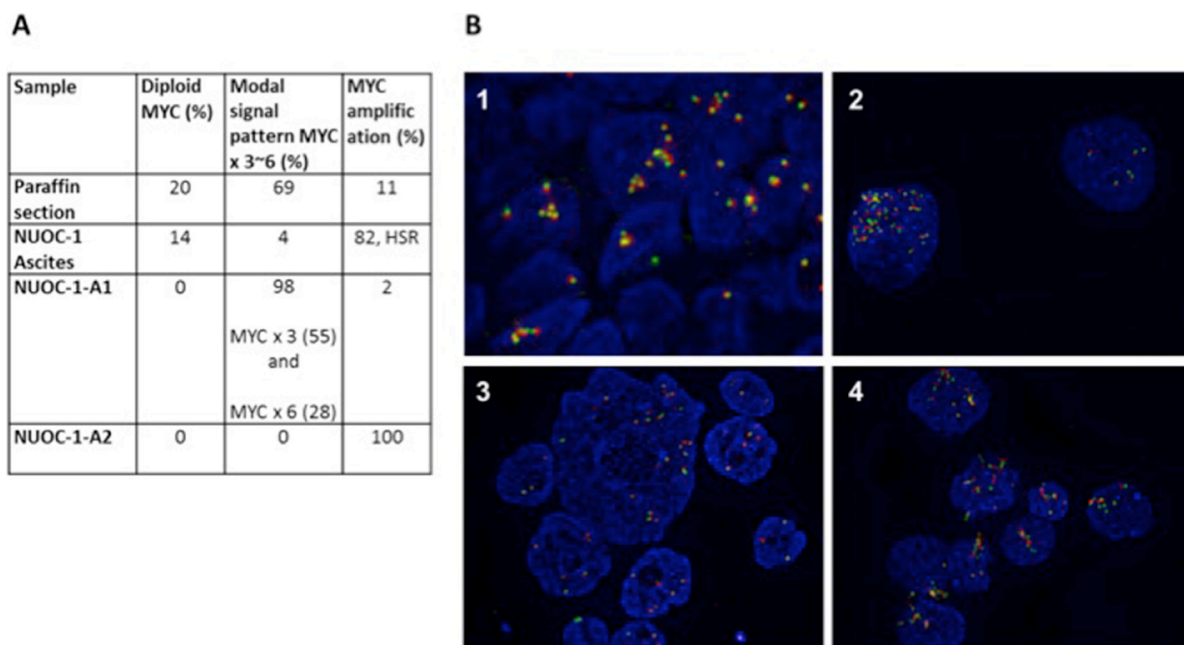 A
B
Sample
Diploid
MYC (%)
Modal
signal
pattern MYC
x 3~6 (%)
MYC
amplific
ation (%)
Paraffin
section
20
69
11
NUOC-1
Ascites
14
4
82, HSR
NUOC-1-A1
0
98
MYC x 3 (55)
and
MYC x 6 (28)
2
NUOC-1-A2
0
0
100
1
2
3
4